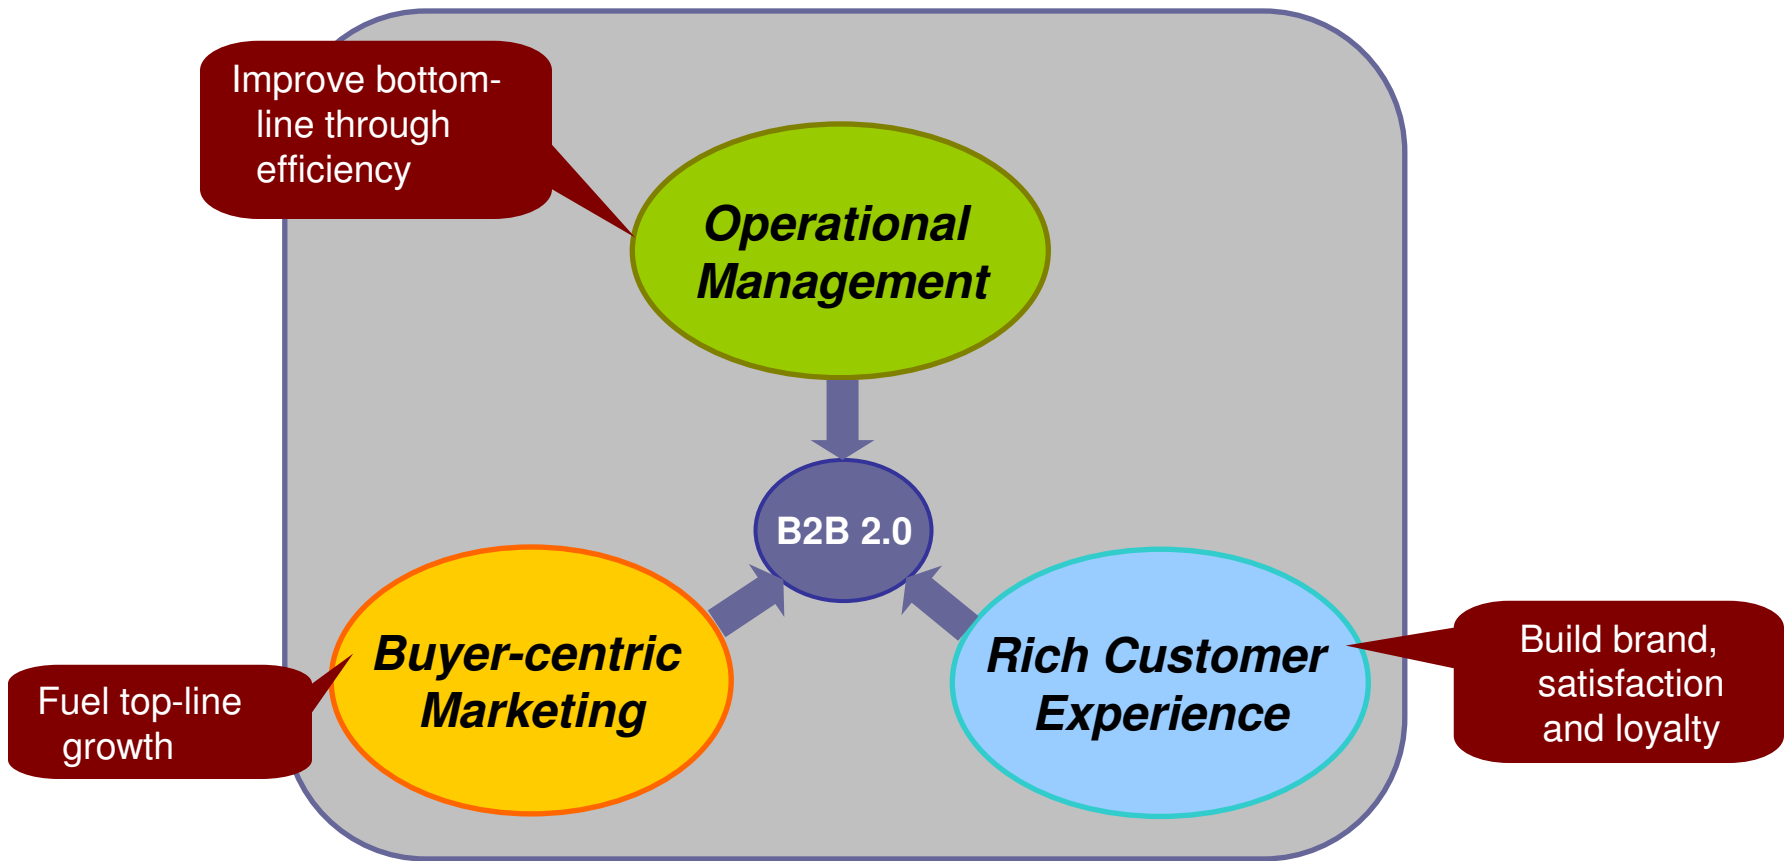 Improve bottom-
line through
efficiency
Operational
Management
B2B 2.0
Buyer-centric
Marketing
Rich Customer
Experience
Fuel top-line
growth
Build brand,
satisfaction
and loyalty